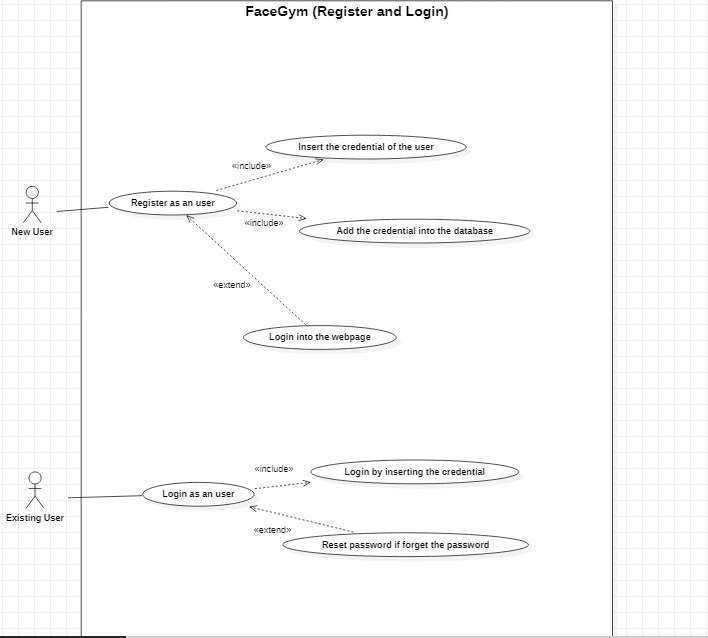 FaceGym (Register and Login)
Insert the credential of the user
«include»
Register as an user
«include»
New User
Add the credential into the database
«extend»
Login into the webpage
«include»
Login by inserting the credential
Login as an user
Existing User
«extend»
Reset password if forget the password